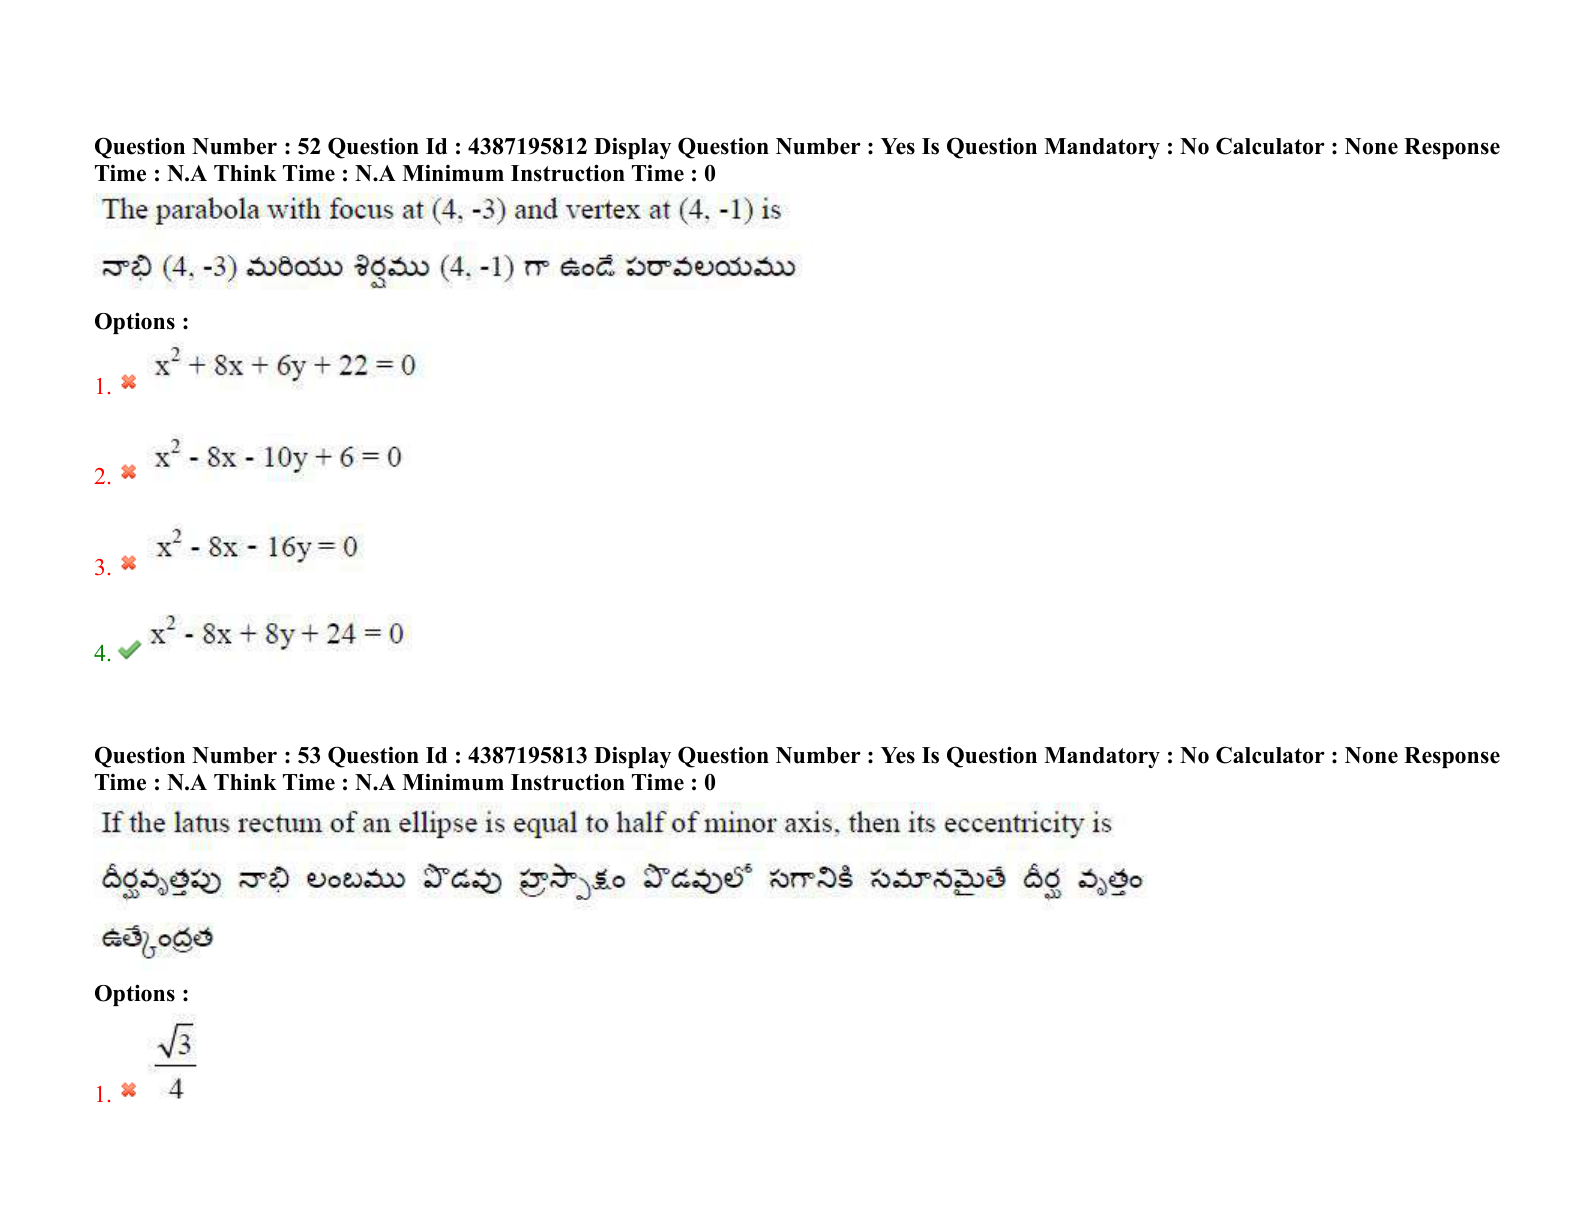 Question Number : 52 Question Id : 4387195812 Display Question Number : Yes Is Question Mandatory : No Calculator : None Response
Time : N.A Think Time : N.A Minimum Instruction Time : 0
The parabola with focus at (4, -3) and vertex at (4, -1) is
నాభి (4, -3) మరియు శిర్షము (4, -1) గా ఉండే పరావలయము
Options :
1. x² + 8x + 6y + 22 = 0
2. x² - 8x - 10y + 6 = 0
3. x² - 8x - 16y = 0
4. x² - 8x + 8y + 24 = 0
Question Number : 53 Question Id : 4387195813 Display Question Number : Yes Is Question Mandatory : No Calculator : None Response
Time : N.A Think Time : N.A Minimum Instruction Time : 0
If the latus rectum of an ellipse is equal to half of minor axis, then its eccentricity is
దీర్ఘవృత్తపు నాభి లంబము పొడవు హ్రస్వాక్షం పొడవులో సగానికి సమానమైతే దీర్ఘ వృత్తం
ఉత్కేంద్రత
Options :
1. √3/4